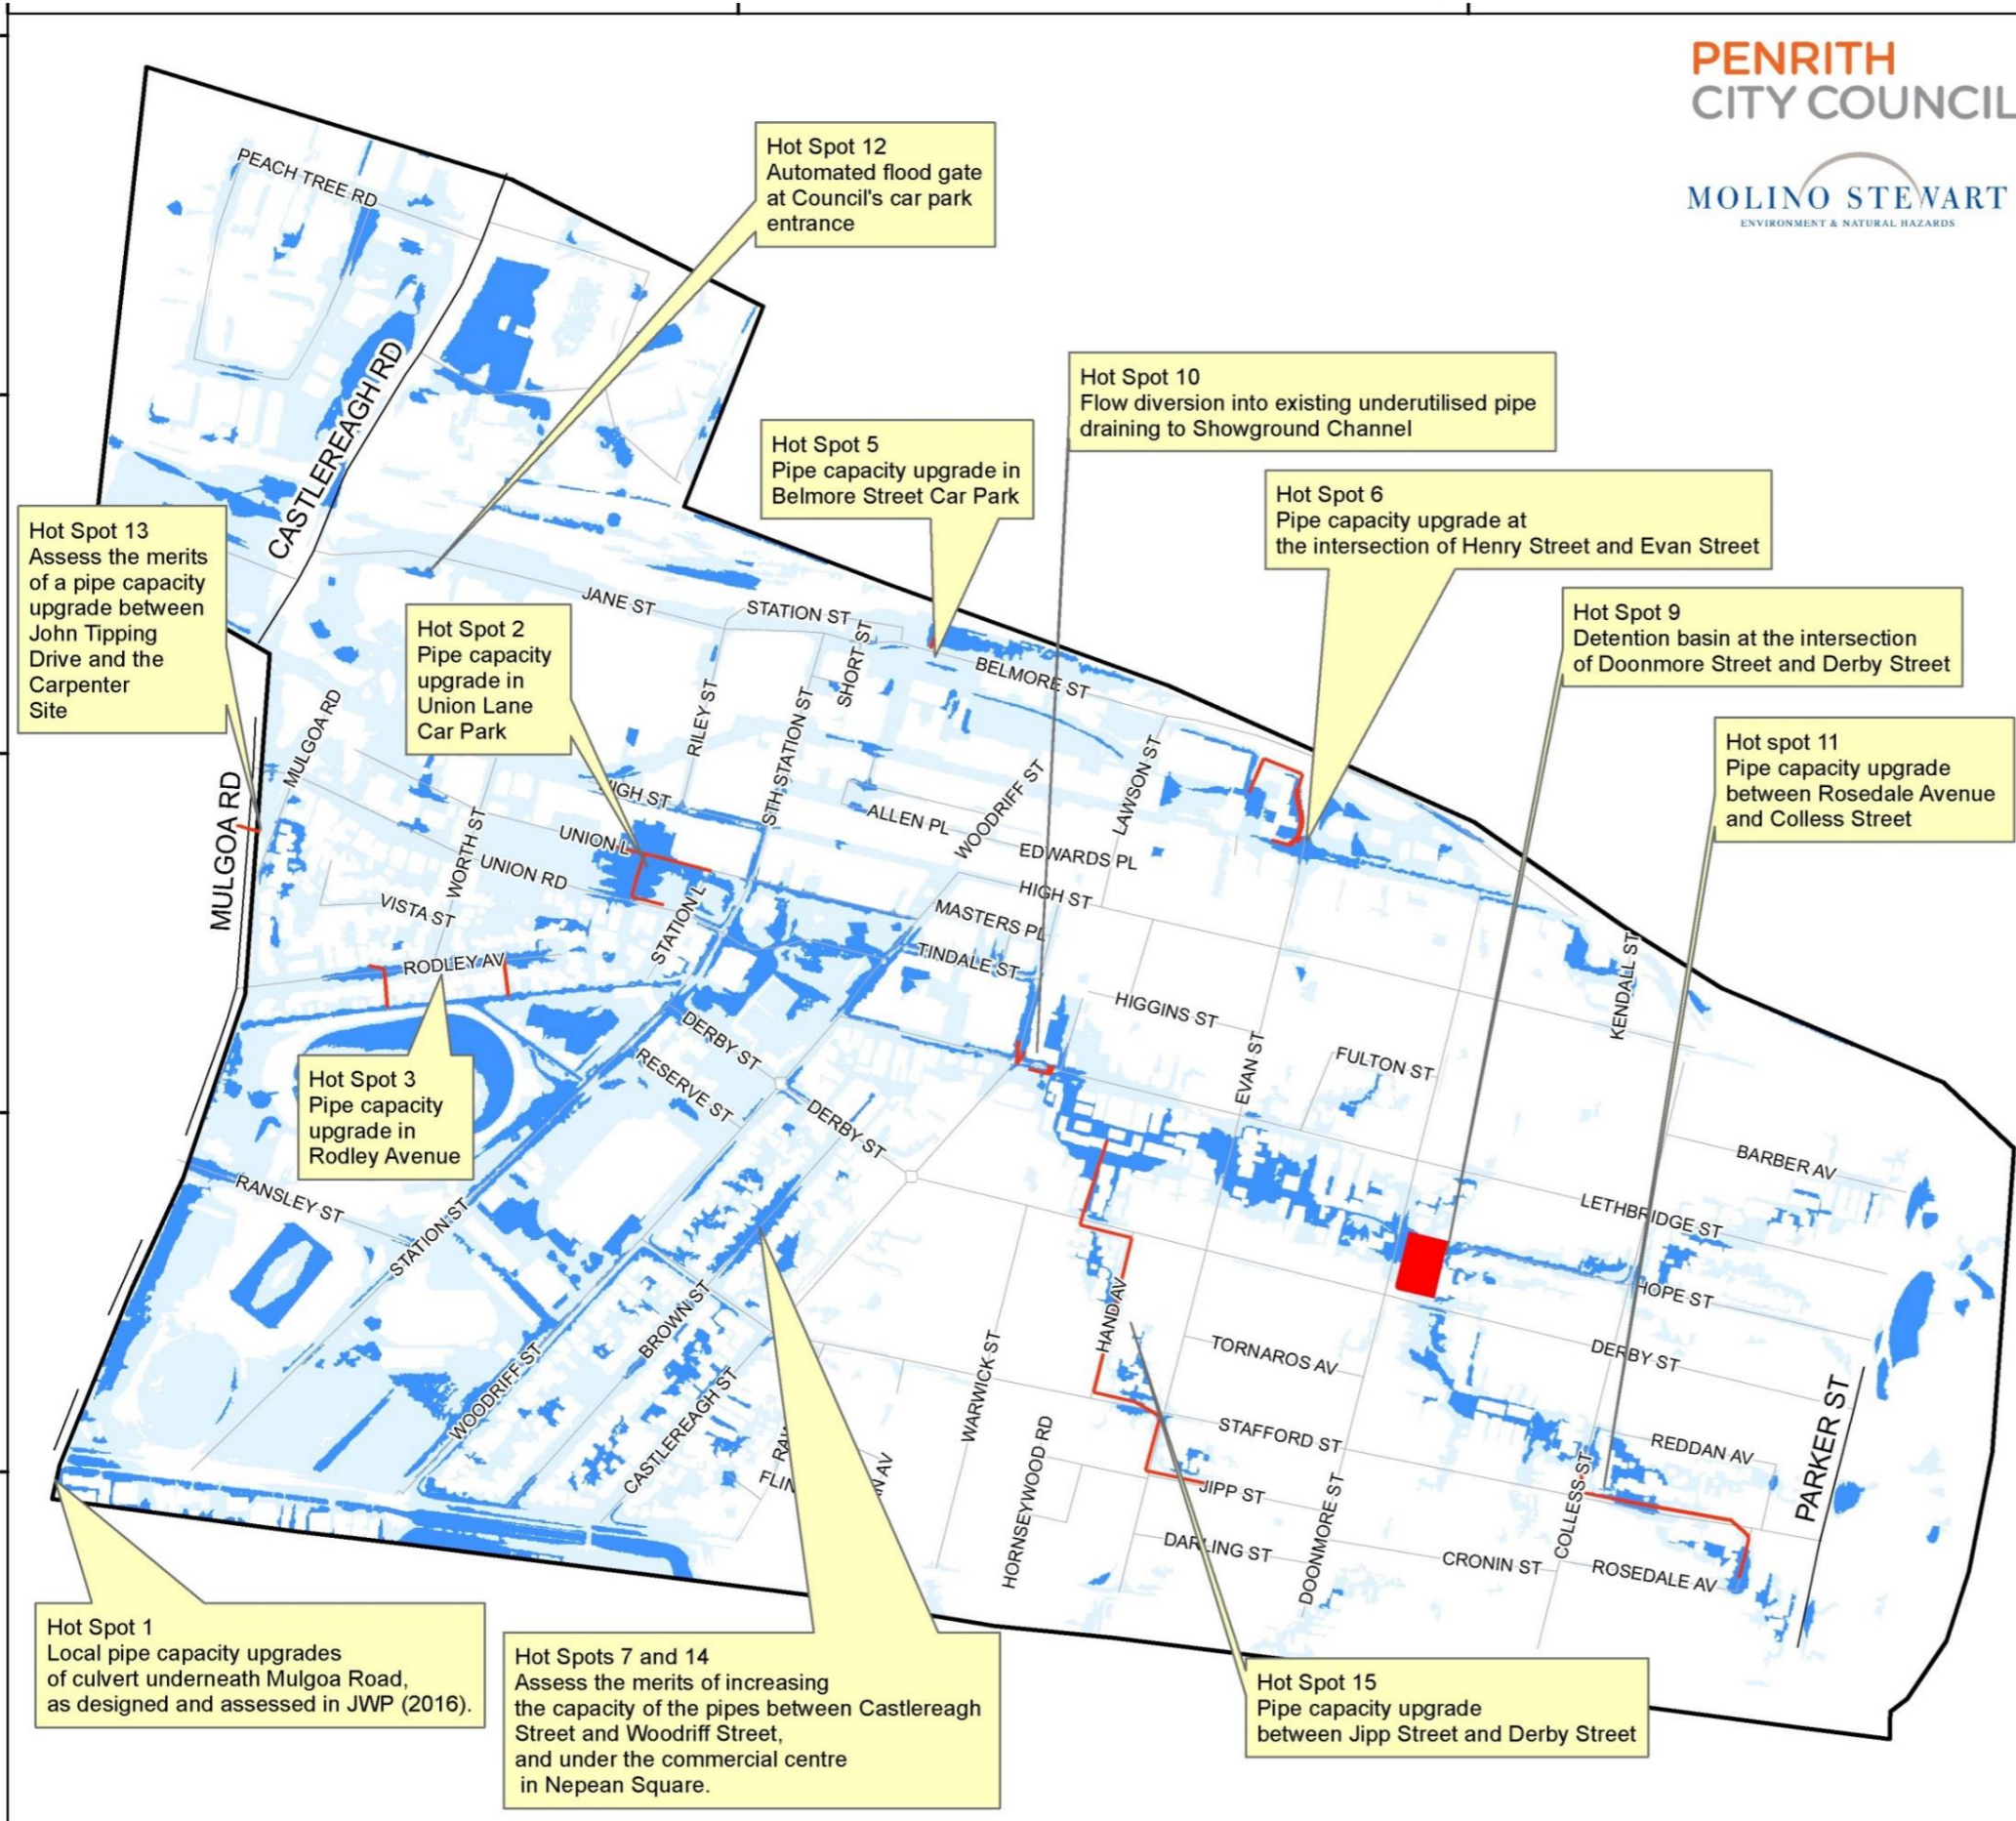 PENRITH
CITY COUNCIL
MOLINO STEWART
ENVIRONMENT & NATURAL HAZARDS
Hot Spot 12
Automated flood gate
at Council's car park
entrance
PEACH TREE RD
CASTLEREAGH RD
Hot Spot 10
Flow diversion into existing underutilised pipe
draining to Showground Channel
Hot Spot 5
Pipe capacity upgrade in
Belmore Street Car Park
Hot Spot 6
Pipe capacity upgrade at
the intersection of Henry Street and Evan Street
Hot Spot 13
Assess the merits
of a pipe capacity
upgrade between
John Tipping
Drive and the
Carpenter
Site
Hot Spot 2
Pipe capacity
upgrade in
Union Lane
Car Park
Hot Spot 9
Detention basin at the intersection
of Doonmore Street and Derby Street
Hot spot 11
Pipe capacity upgrade
between Rosedale Avenue
and Colless Street
JANE ST
STATION ST
SHORT ST
BELMORE ST
MULGOA RD
MULGOA RD
RILEY ST
STH STATION ST
HIGH ST
ALLEN PL
WOODRIFF ST
LAWSON ST
EDWARDS PL
UNION L
UNION RD
WORTH ST
VISTA ST
STATION L
HIGH ST
MASTERS PL
TINDALE ST
RODLEY AV
HIGGINS ST
KENDALL ST
DERBY ST
RESERVE ST
DERBY ST
EVAN ST
FULTON ST
Hot Spot 3
Pipe capacity
upgrade in
Rodley Avenue
BARBER AV
LETHBRIDGE ST
RANSLEY ST
STATION ST
HOPE ST
BROWN ST
HAND AV
TORNAROS AV
DERBY ST
WOODRIFF ST
CASTLEREAGH ST
WARWICK ST
HORNSEYWOOD RD
STAFFORD ST
REDDAN AV
PARKER ST
FLIN
N AV
JIPP ST
DOONMORE ST
COLLESS ST
DARLING ST
CRONIN ST
ROSEDALE AV
Hot Spot 1
Local pipe capacity upgrades
of culvert underneath Mulgoa Road,
as designed and assessed in JWP (2016).
Hot Spots 7 and 14
Assess the merits of increasing
the capacity of the pipes between Castlereagh
Street and Woodriff Street,
and under the commercial centre
in Nepean Square.
Hot Spot 15
Pipe capacity upgrade
between Jipp Street and Derby Street